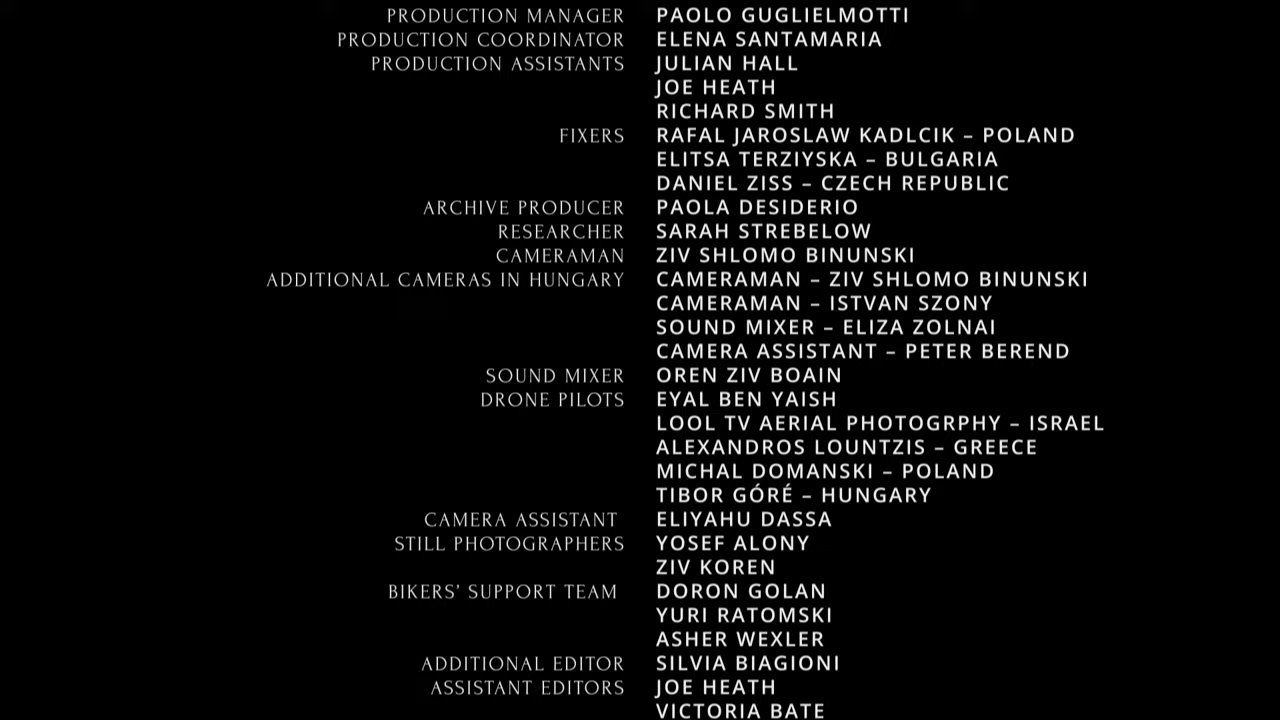 PRODUCTION MANAGER PAOLO GUGLIELMOTTI
PRODUCTION COORDINATOR ELENA SANTAMARIA
PRODUCTION ASSISTANTS JULIAN HALL
JOE HEATH
RICHARD SMITH
FIXERS RAFAL JAROSLAW KADLCIK – POLAND
ELITSA TERZIYSKA – BULGARIA
DANIEL ZISS – CZECH REPUBLIC
ARCHIVE PRODUCER PAOLA DESIDERIO
RESEARCHER SARAH STREBELOW
CAMERAMAN ZIV SHLOMO BINUNSKI
ADDITIONAL CAMERAS IN HUNGARY CAMERAMAN – ZIV SHLOMO BINUNSKI
CAMERAMAN – ISTVAN SZONY
SOUND MIXER – ELIZA ZOLNAI
CAMERA ASSISTANT – PETER BEREND
SOUND MIXER OREN ZIV BOAIN
DRONE PILOTS EYAL BEN YAISH
LOOL TV AERIAL PHOTOGRPHY – ISRAEL
ALEXANDROS LOUNTZIS – GREECE
MICHAL DOMANSKI – POLAND
TIBOR GÓRÉ – HUNGARY
CAMERA ASSISTANT ELIYAHU DASSA
STILL PHOTOGRAPHERS YOSEF ALONY
ZIV KOREN
BIKERS’ SUPPORT TEAM DORON GOLAN
YURI RATOMSKI
ASHER WEXLER
ADDITIONAL EDITOR SILVIA BIAGIONI
ASSISTANT EDITORS JOE HEATH
VICTORIA BATE